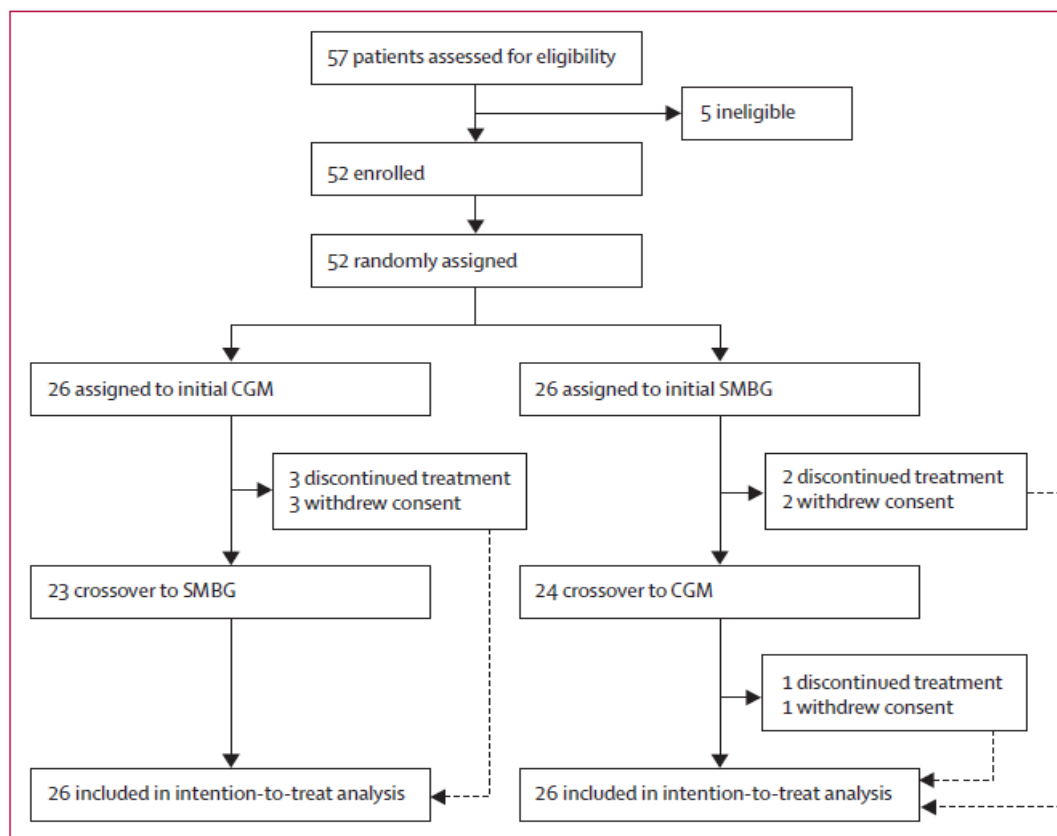 57 patients assessed for eligibility
5 ineligible
52 enrolled
52 randomly assigned
26 assigned to initial CGM
26 assigned to initial SMBG
3 discontinued treatment
3 withdrew consent
2 discontinued treatment
2 withdrew consent
23 crossover to SMBG
24 crossover to CGM
1 discontinued treatment
1 withdrew consent
26 included in intention-to-treat analysis
26 included in intention-to-treat analysis